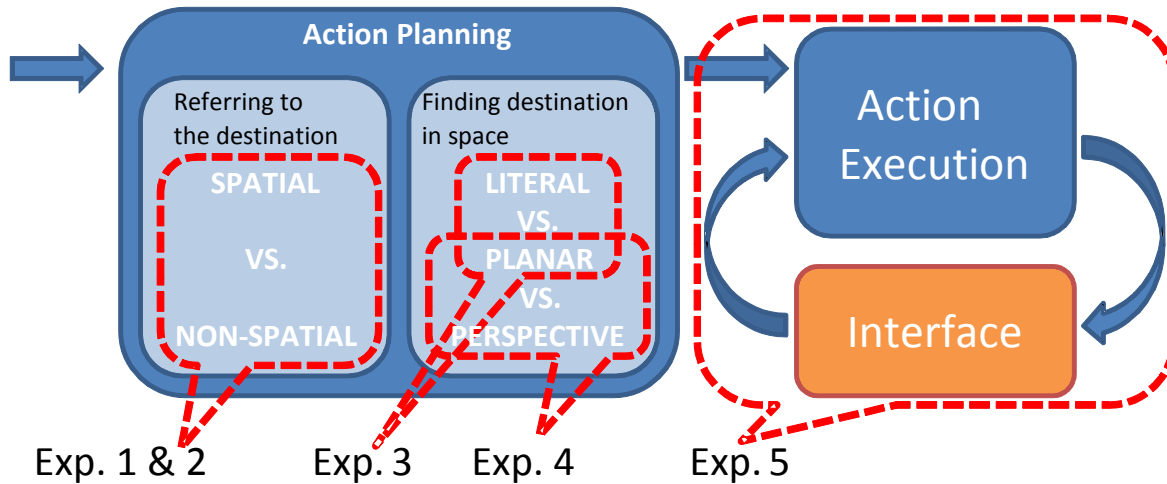 Action Planning
Referring to
the destination
SPATIAL
VS.
NON-SPATIAL
Finding destination
in space
LITERAL
VS.
PLANAR
VS.
PERSPECTIVE
Action
Execution
Interface
Exp. 1 & 2
Exp. 3
Exp. 4
Exp. 5